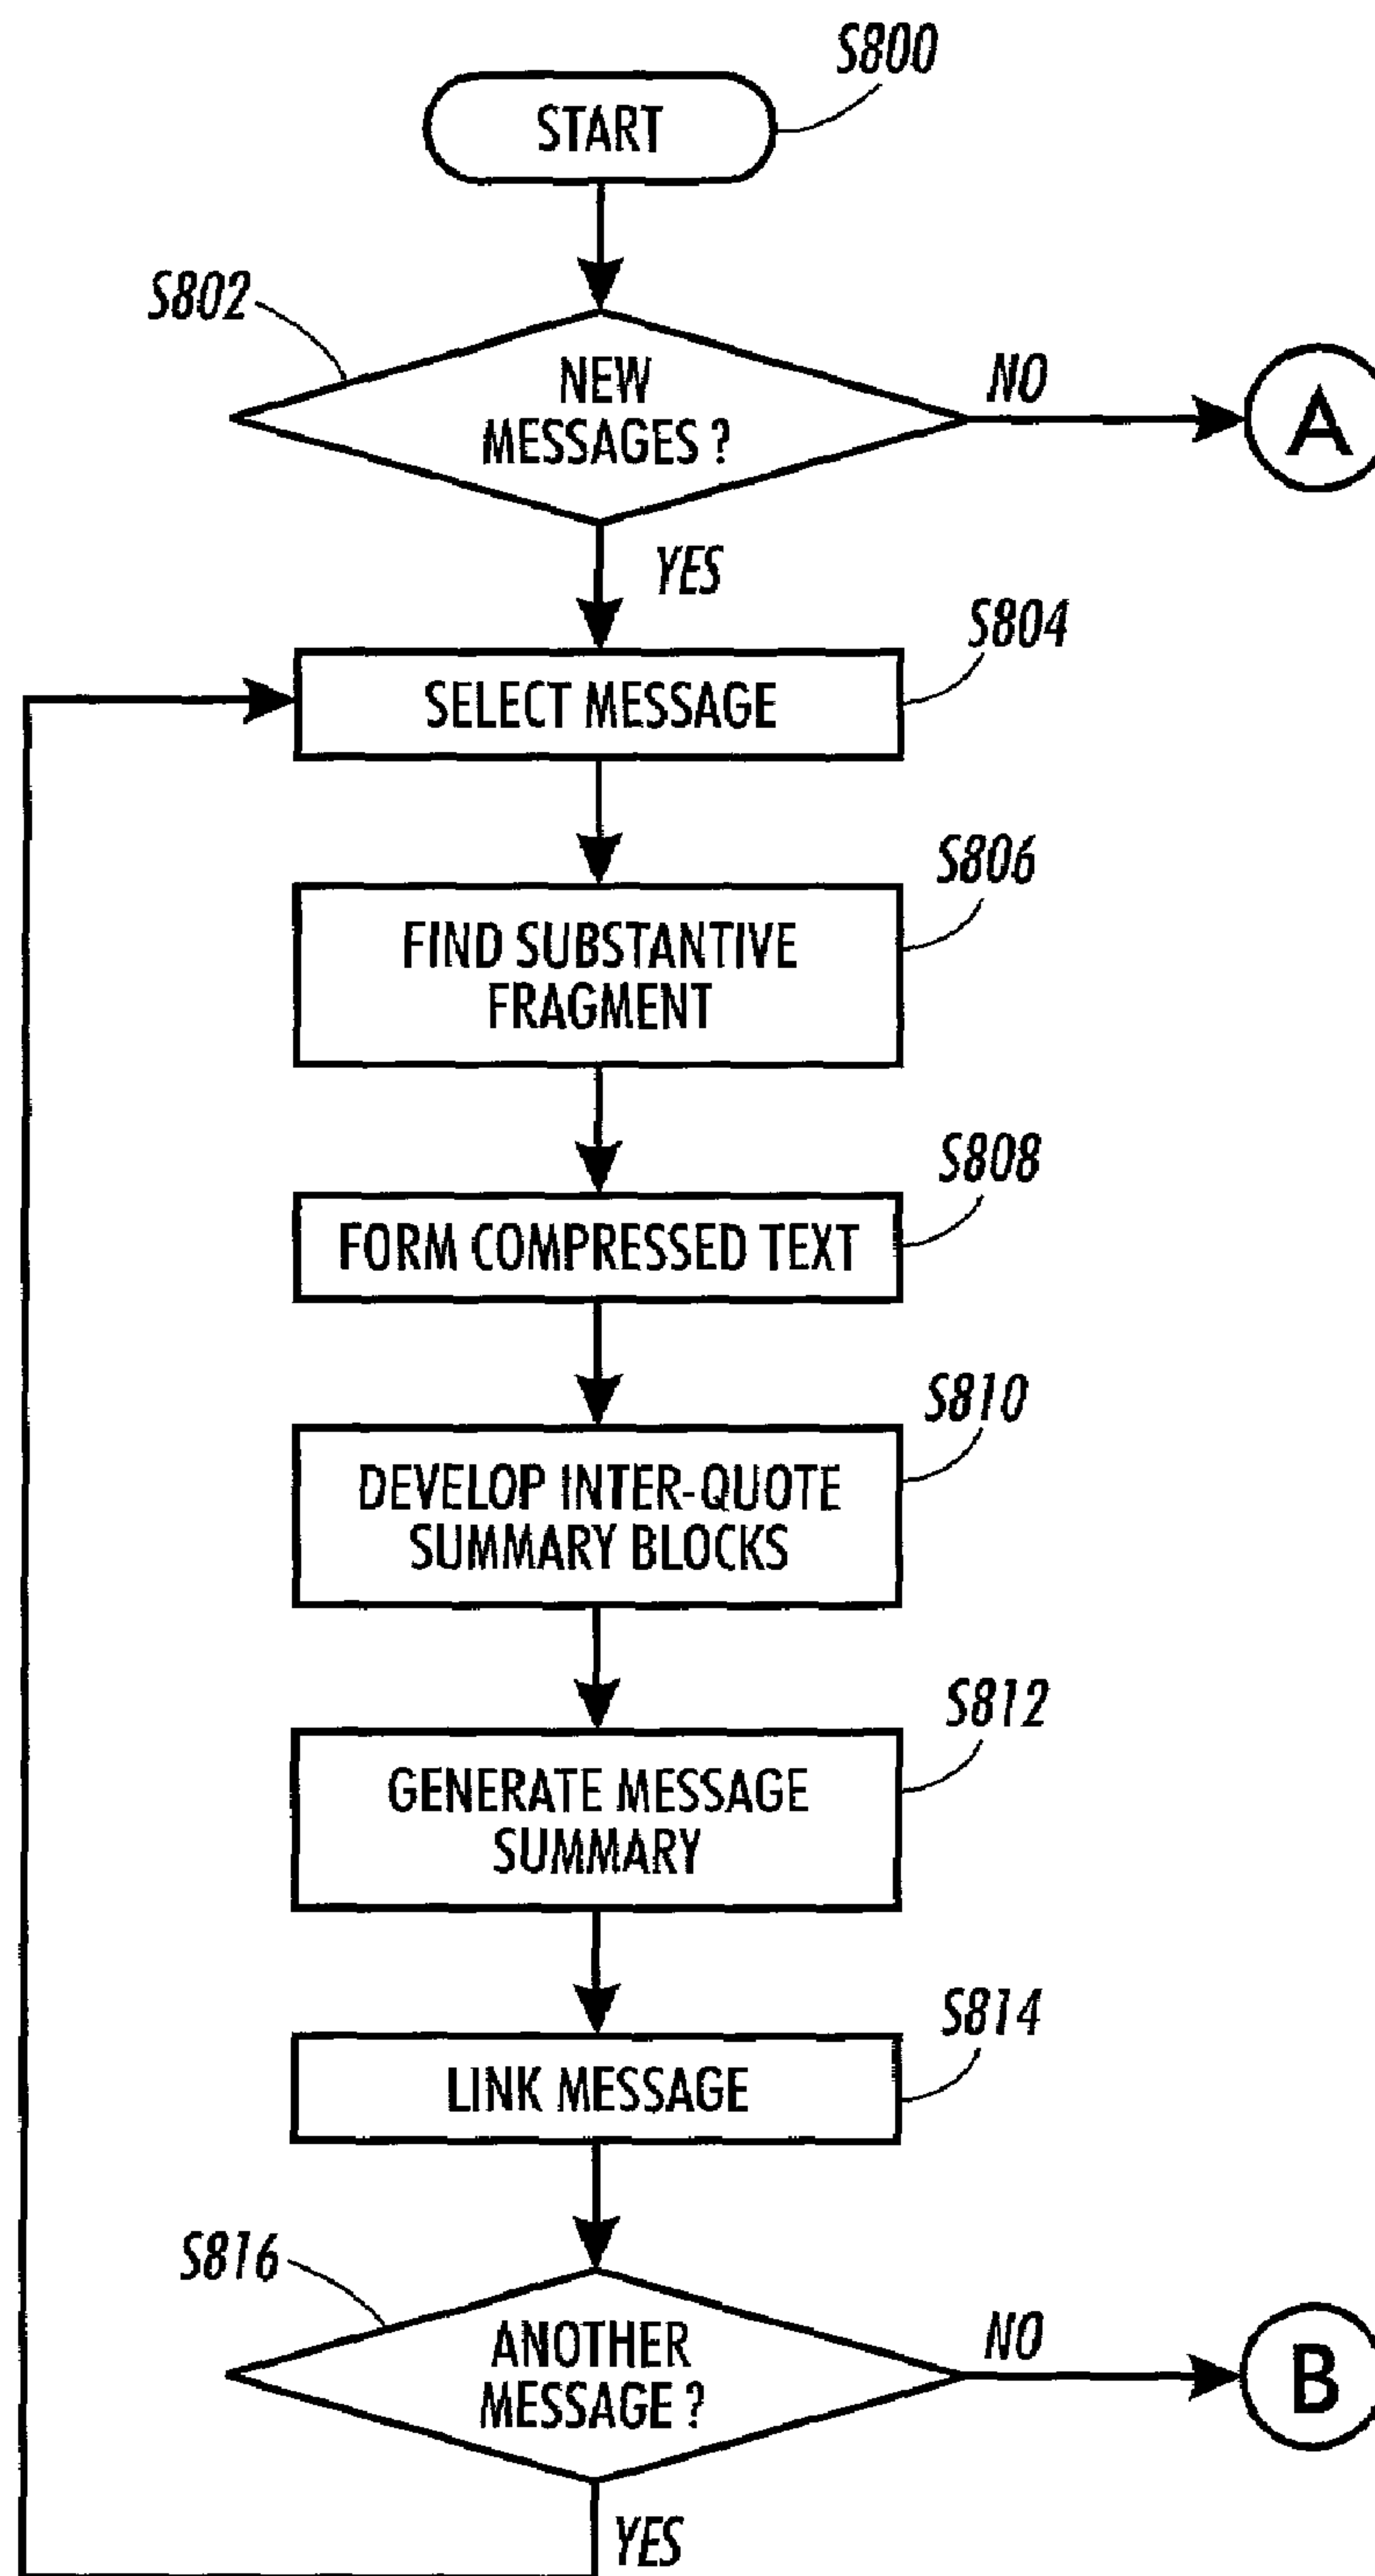 S800
START
S802
NEW
MESSAGES ?
NO
A
YES
S804
SELECT MESSAGE
S806
FIND SUBSTANTIVE
FRAGMENT
S808
FORM COMPRESSED TEXT
S810
DEVELOP INTER-QUOTE
SUMMARY BLOCKS
S812
GENERATE MESSAGE
SUMMARY
S814
LINK MESSAGE
S816
ANOTHER
MESSAGE ?
NO
B
YES